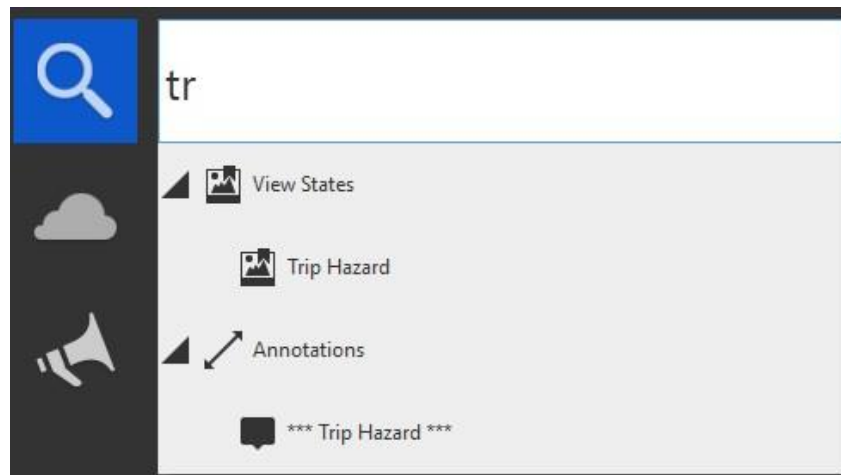 tr
View States
Trip Hazard
Annotations
*** Trip Hazard ***